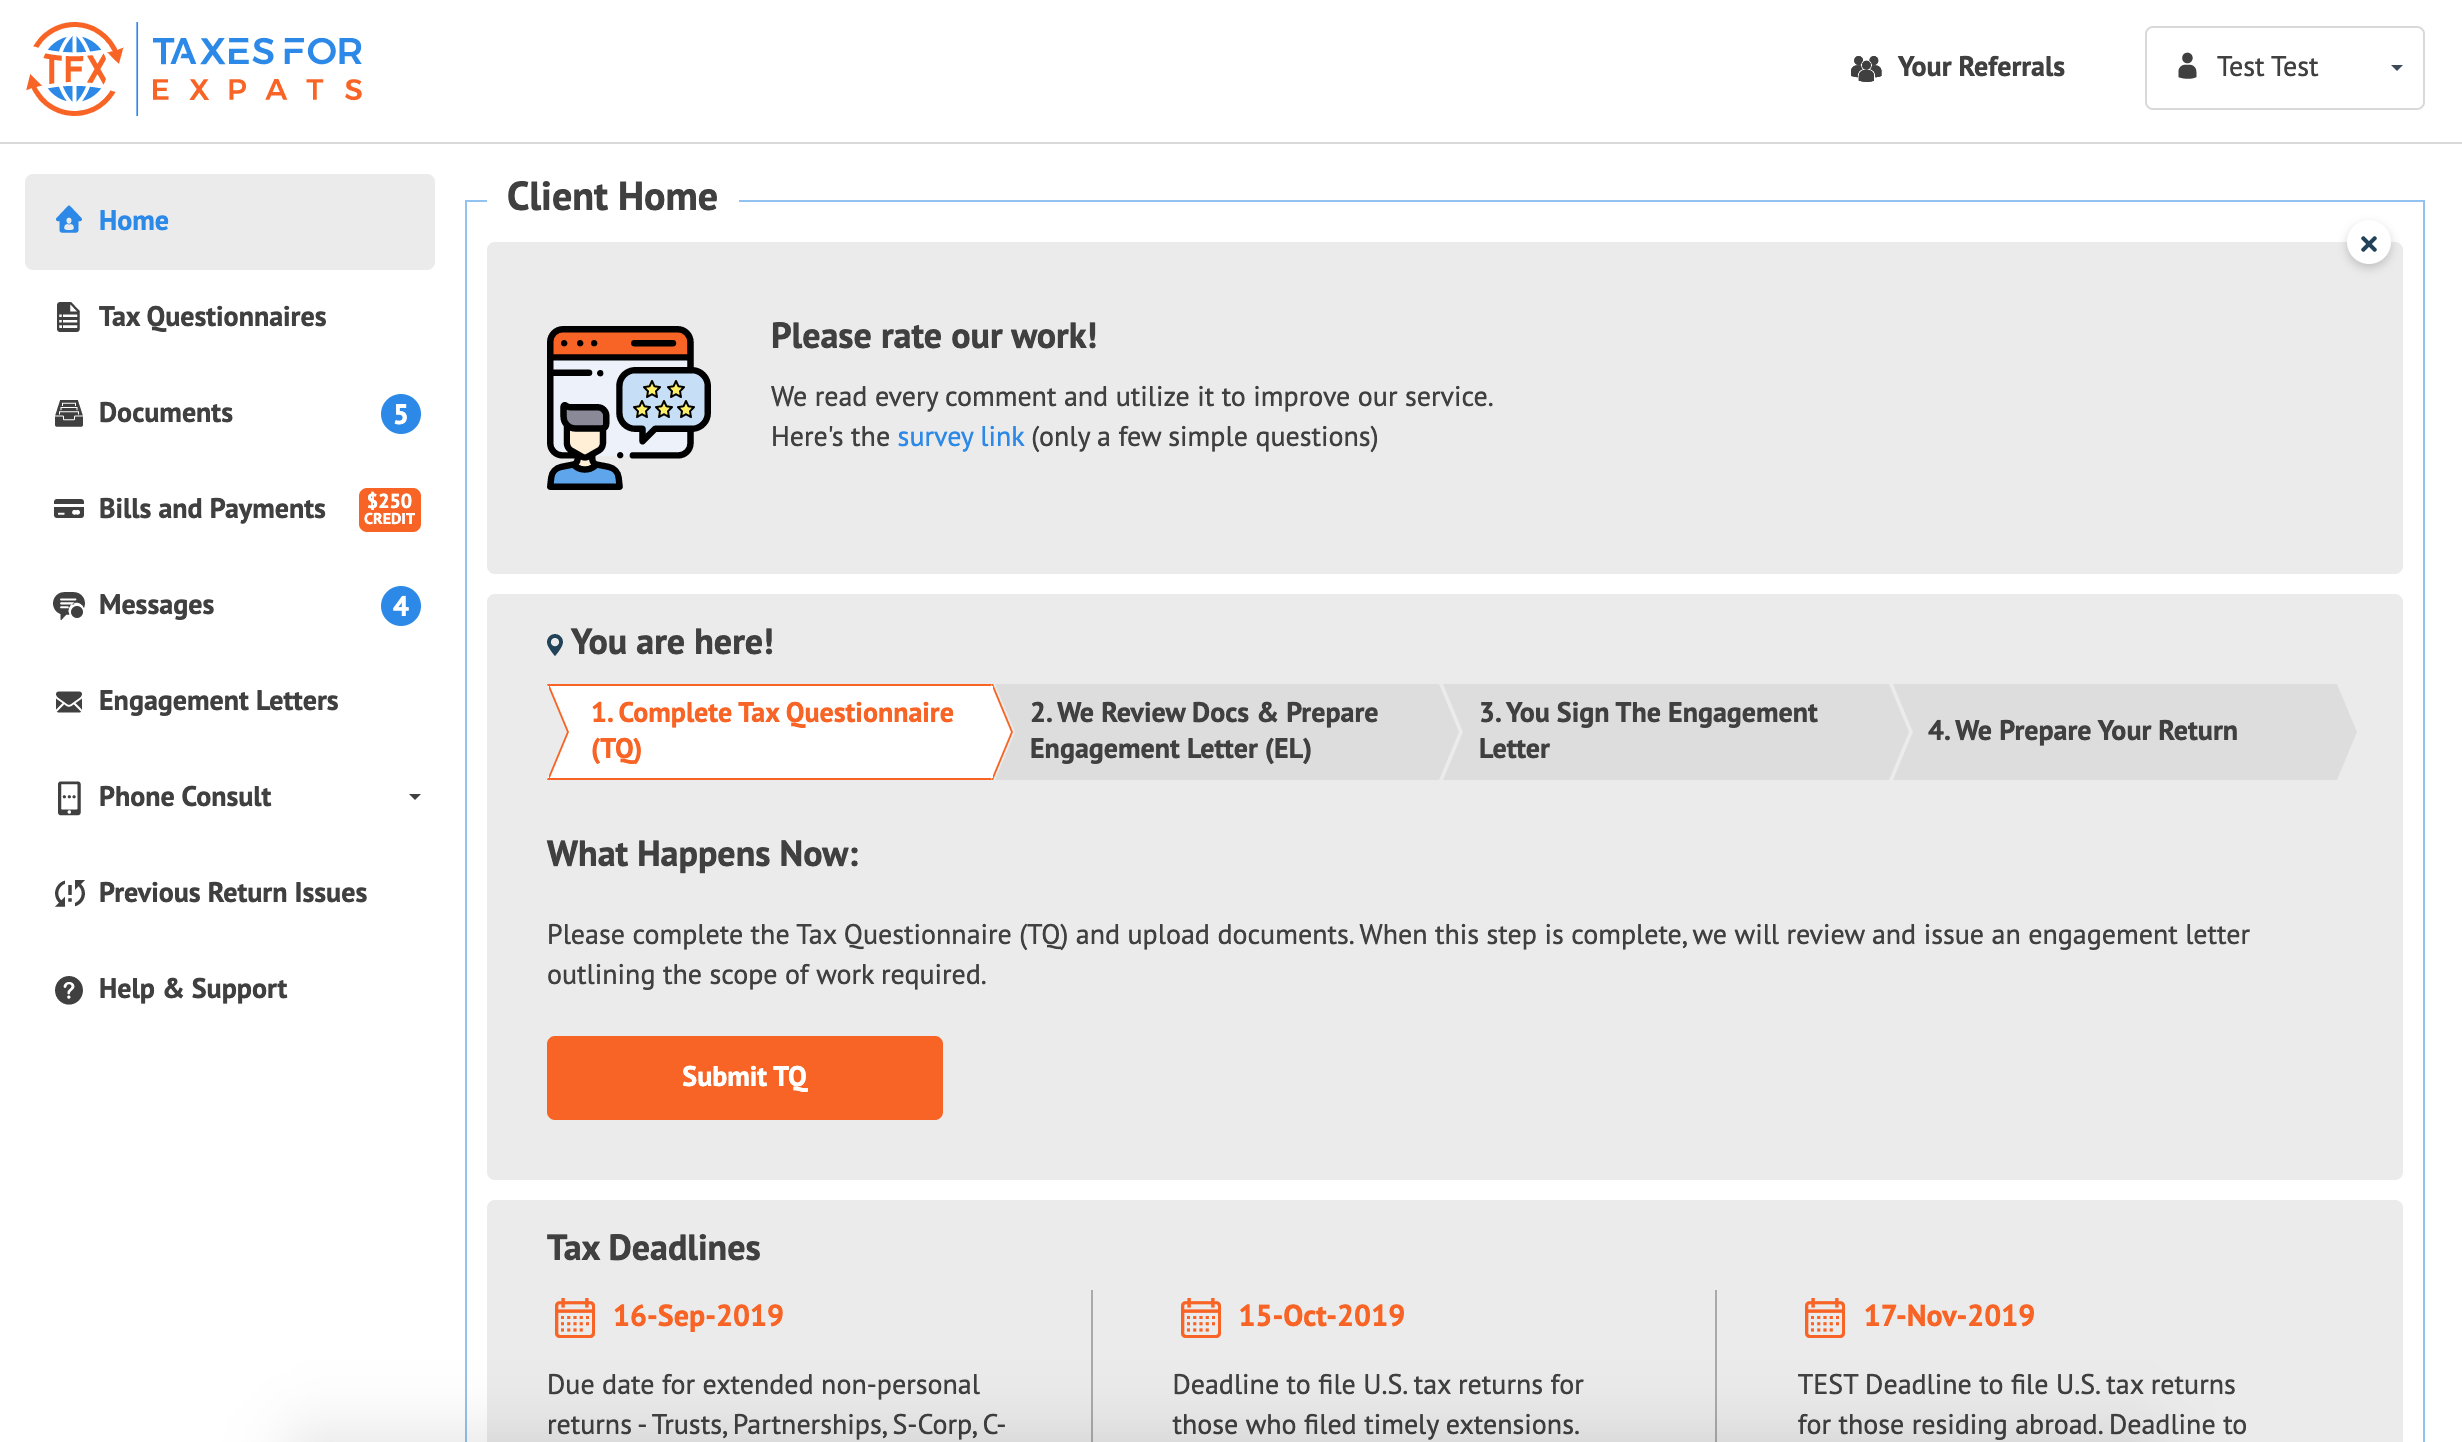 TFX
TAXES FOR
EXPATS
Your Referrals
Test Test
Home
Tax Questionnaires
Documents
5
Bills and Payments
$250
CREDIT
Messages
4
Engagement Letters
Phone Consult
Previous Return Issues
Help & Support
Client Home
Please rate our work!
We read every comment and utilize it to improve our service.
Here's the survey link (only a few simple questions)
You are here!
1. Complete Tax Questionnaire
(TQ)
2. We Review Docs & Prepare
Engagement Letter (EL)
3. You Sign The Engagement
Letter
4. We Prepare Your Return
What Happens Now:
Please complete the Tax Questionnaire (TQ) and upload documents. When this step is complete, we will review and issue an engagement letter
outlining the scope of work required.
Submit TQ
Tax Deadlines
16-Sep-2019
Due date for extended non-personal
returns - Trusts, Partnerships, S-Corp, C-
15-Oct-2019
Deadline to file U.S. tax returns for
those who filed timely extensions.
17-Nov-2019
TEST Deadline to file U.S. tax returns
for those residing abroad. Deadline to